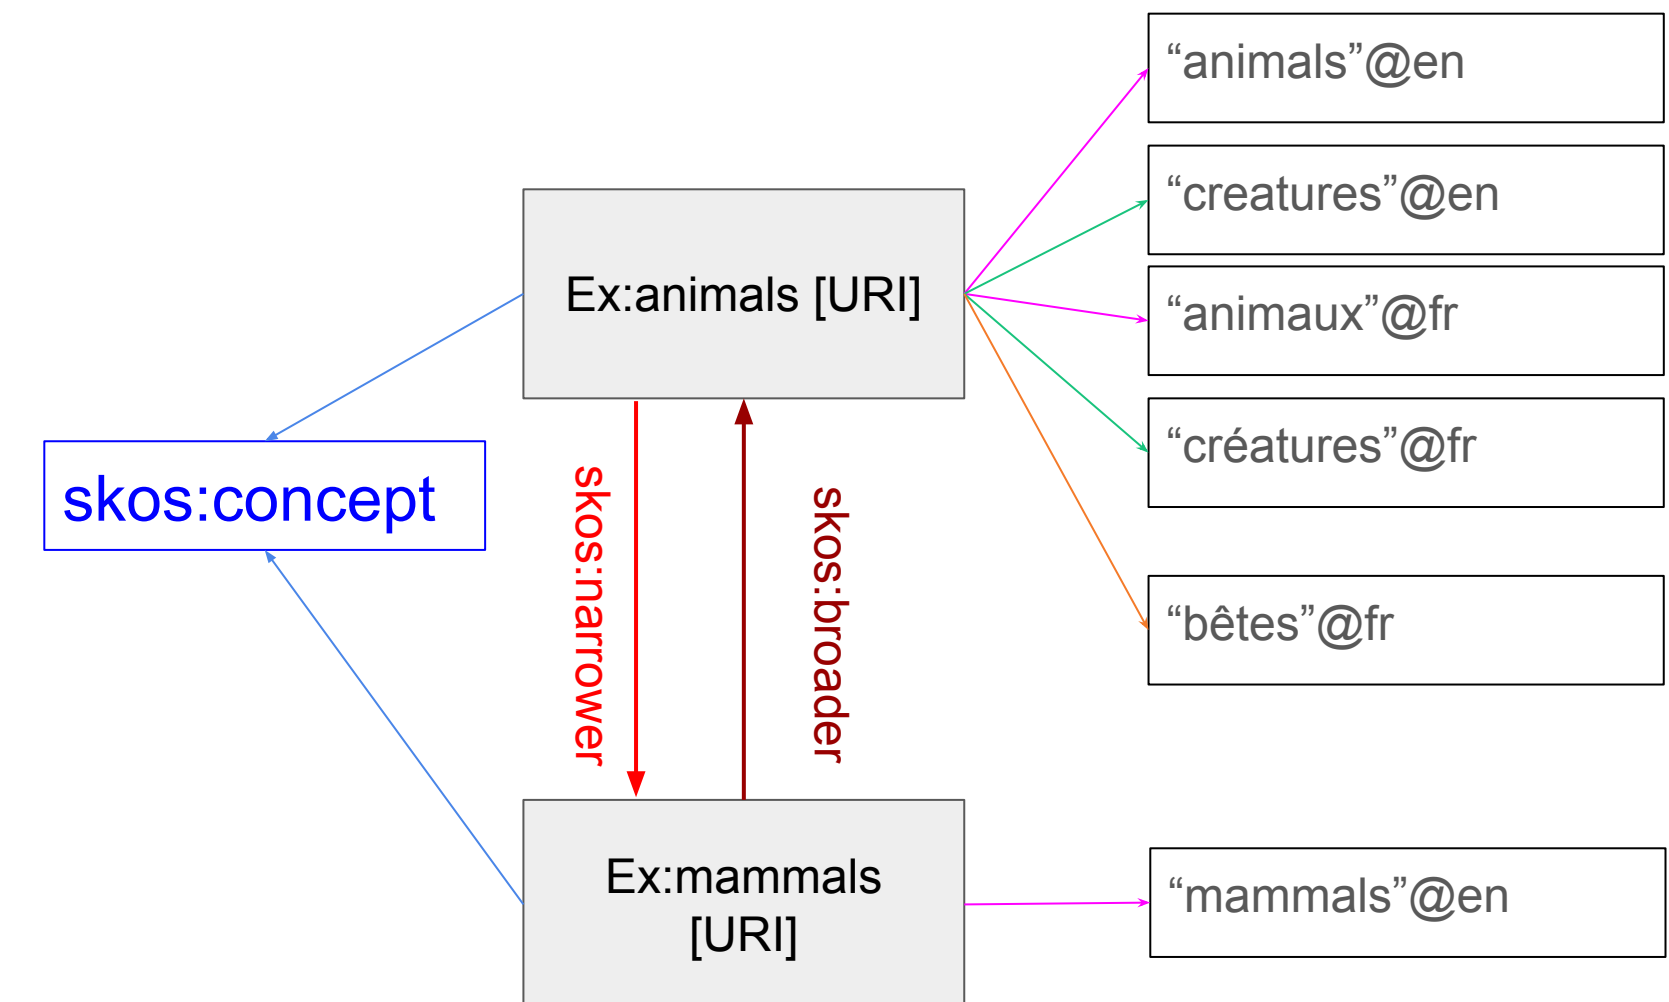 “animals”@en
“creatures”@en
Ex:animals [URI]
“animaux”@fr
“créatures”@fr
skos:concept
skos:narrower
skos:broader
“bêtes”@fr
Ex:mammals
[URI]
“mammals”@en